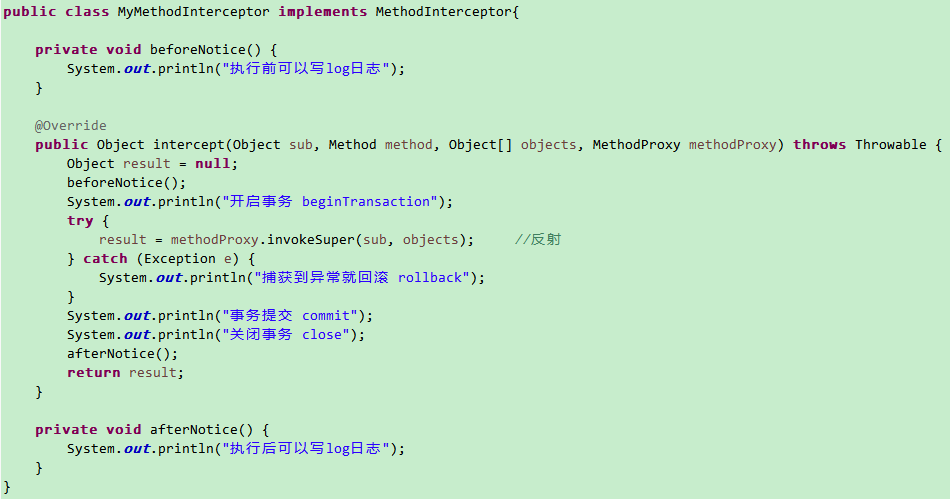 public class MyMethodInterceptor implements MethodInterceptor{
private void beforeNotice() {
System.out.println("执行前可以写log日志");
}
@Override
public Object intercept(Object sub, Method method, Object[] objects, MethodProxy methodProxy) throws Throwable {
Object result = null;
beforeNotice();
System.out.println("开启事务 beginTransaction");
try {
result = methodProxy.invokeSuper(sub, objects); //反射
} catch (Exception e) {
System.out.println("捕获到异常就回滚 rollback");
}
System.out.println("事务提交 commit");
System.out.println("关闭事务 close");
afterNotice();
return result;
}
private void afterNotice() {
System.out.println("执行后可以写log日志");
}
}